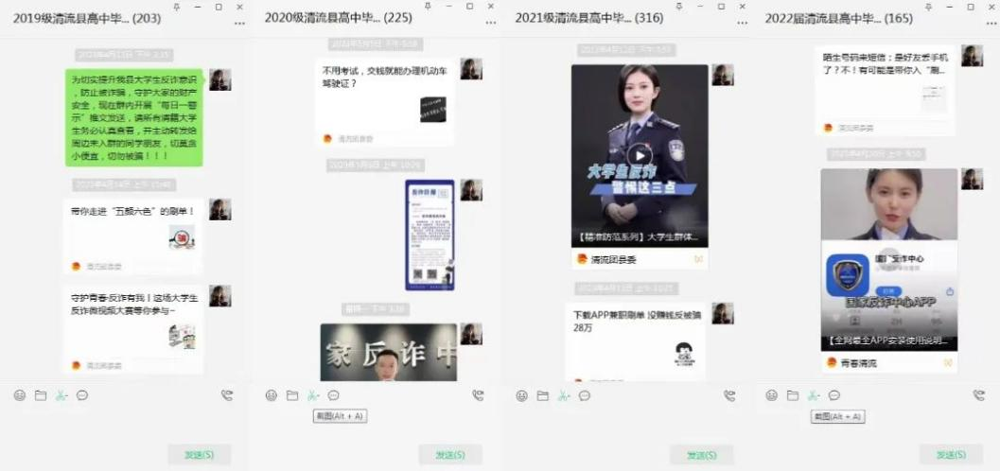 2019级清流县高中毕... (203)
为切实提升我县大学生反诈意识
，防止被诈骗，守护大家的财产
安全，现在群内开展“每日一警
示”推文发送，请所有清籍大学
生务必认真查看，并主动转发给
周边未入群的同学朋友，切莫贪
小便宜，切勿被骗！！！
带你走进“五颜六色”的刷单！
清流团县委
守护青春·反诈有我丨这场大学生
反诈微视频大赛等你参与~
清流团县委
发送(S)
2020级清流县高中毕... (225)
不用考试，交钱就能办理机动车
驾驶证？
清流团县委
反诈日报
家反诈中
截图(Alt + A)
发送(S)
2021级清流县高中毕... (316)
大学生反诈
警惕这三点
【精准防范系列】大学生群体...
清流团县委
下载APP兼职刷单 没赚钱反被骗
28万
发送(S)
2022届清流县高中毕... (165)
陌生号码来短信；是好友丢手机
了？不！有可能是带你入“刷...
清流团县委
国家反诈中心
国家反诈中心APP
【全网最全APP安装使用说明...
青春清流
截图(Alt + A)
发送(S)